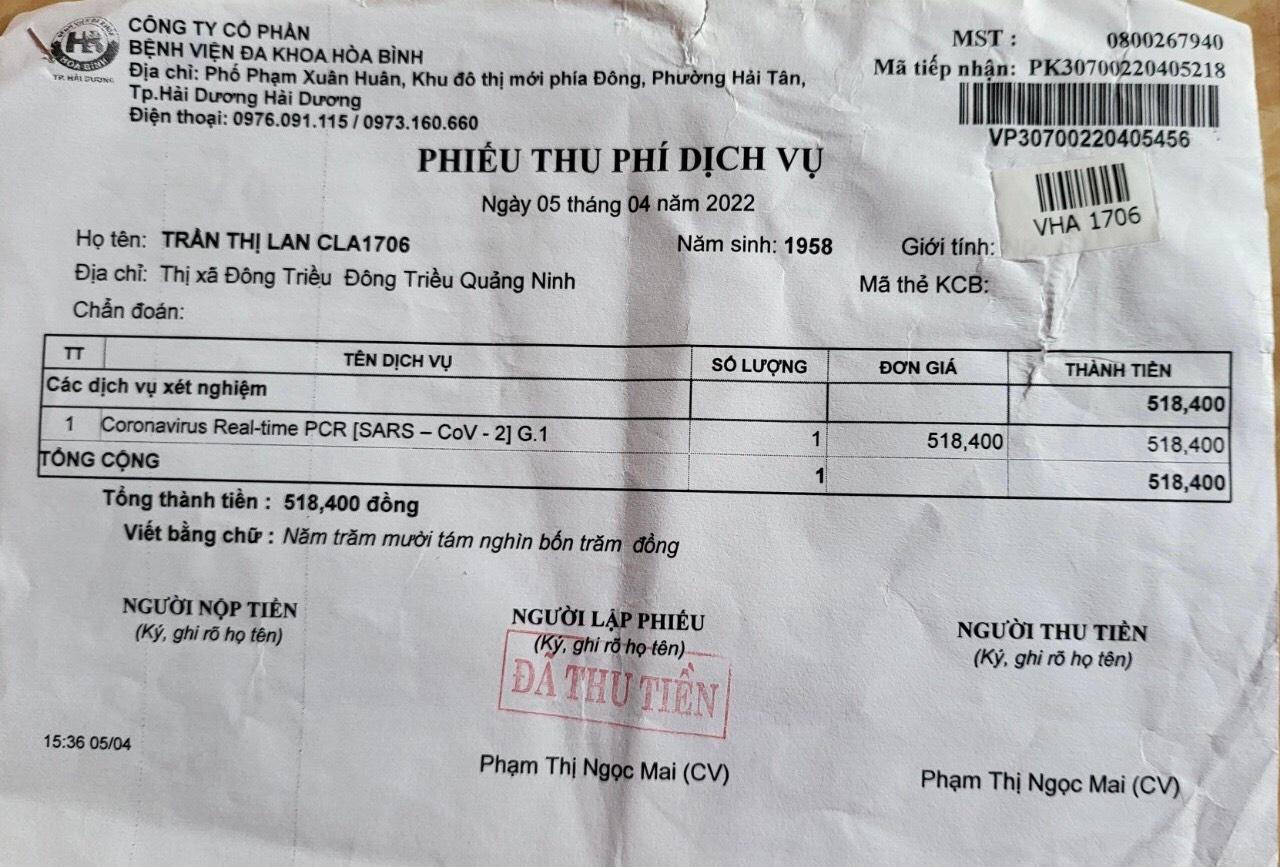 CÔNG TY CỔ PHẦN
BỆNH VIỆN ĐA KHOA HÒA BÌNH
Địa chỉ: Phố Phạm Xuân Huân, Khu đô thị mới phía Đông, Phường Hải Tân,
Tp.Hải Dương Hải Dương
Điện thoại: 0976.091.115 / 0973.160.660
HÒA BÌNH
TP. HẢI DƯƠNG
MST : 0800267940
Mã tiếp nhận: PK30700220405218
VP30700220405456
PHIẾU THU PHÍ DỊCH VỤ
Ngày 05 tháng 04 năm 2022
VHA 1706
Họ tên: TRẦN THỊ LAN CLA1706 Năm sinh: 1958 Giới tính:
Địa chỉ: Thị xã Đông Triều Đông Triều Quảng Ninh Mã thẻ KCB:
Chẩn đoán:
TT TÊN DỊCH VỤ SỐ LƯỢNG ĐƠN GIÁ THÀNH TIỀN
Các dịch vụ xét nghiệm 518,400
1 Coronavirus Real-time PCR [SARS – CoV - 2] G.1 1 518,400 518,400
TỔNG CỘNG 1 518,400
Tổng thành tiền : 518,400 đồng
Viết bằng chữ : Năm trăm mười tám nghìn bốn trăm đồng
NGƯỜI NỘP TIỀN NGƯỜI LẬP PHIẾU NGƯỜI THU TIỀN
(Ký, ghi rõ họ tên) (Ký, ghi rõ họ tên) (Ký, ghi rõ họ tên)
ĐÃ THU TIỀN
15:36 05/04
Phạm Thị Ngọc Mai (CV) Phạm Thị Ngọc Mai (CV)